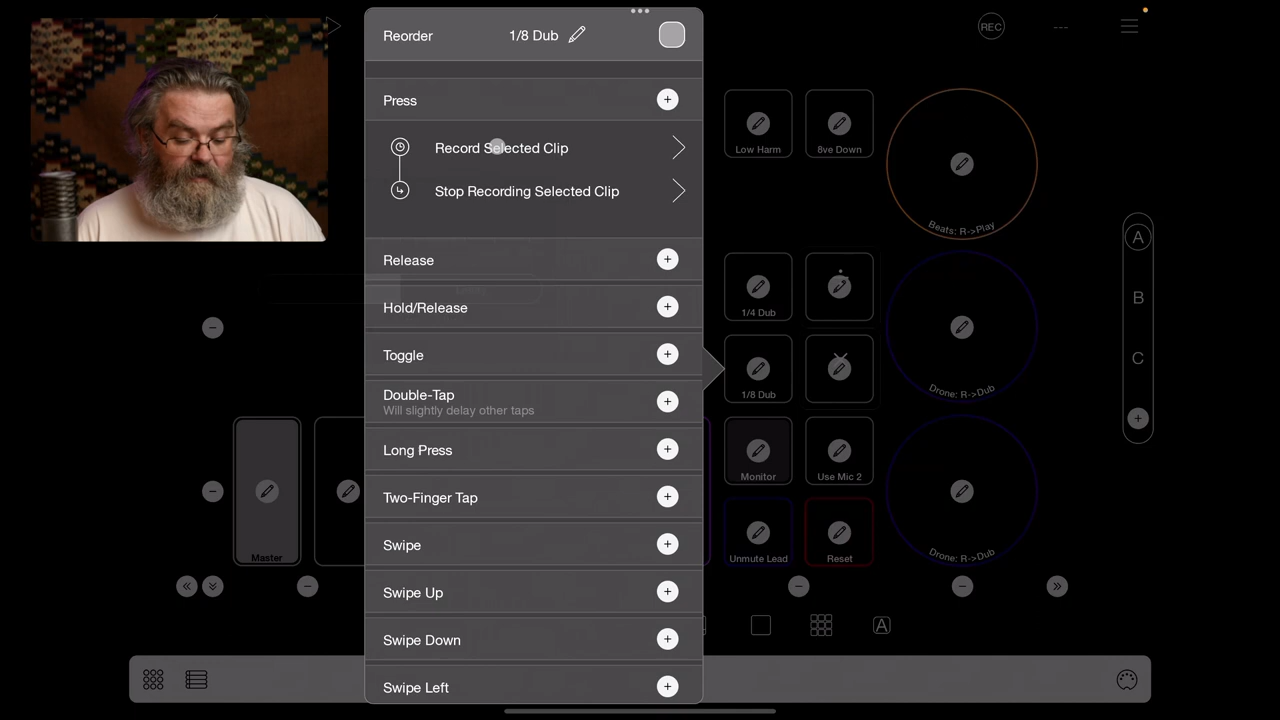 Reorder
1/8 Dub
Press
Record Selected Clip
Stop Recording Selected Clip
Release
Hold/Release
Toggle
Double-Tap
Will slightly delay other taps
Long Press
Two-Finger Tap
Swipe
Swipe Up
Swipe Down
Swipe Left
REC
---
Low Harm
8ve Down
Beats: R->Play
1/4 Dub
1/8 Dub
Drone: R->Dub
Monitor
Use Mic 2
Unmute Lead
Reset
Drone: R->Dub
Master
A
B
C
A